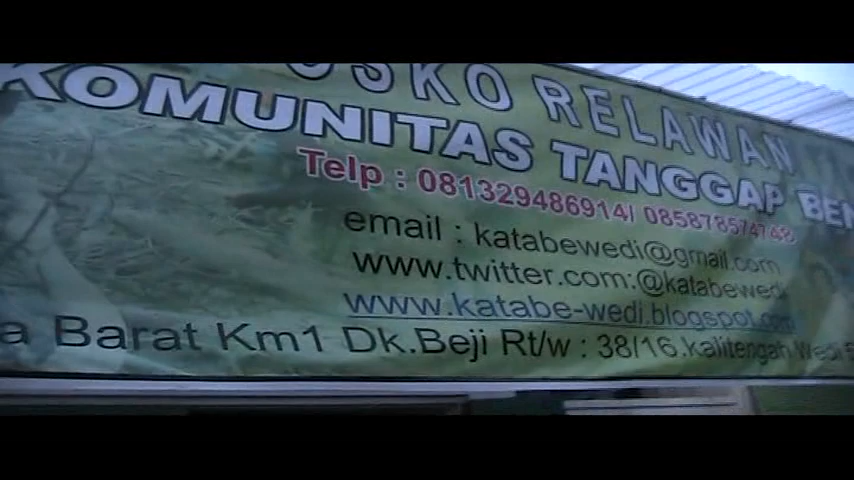 OSKO RELAWAN
KOMUNITAS TANGGAP BEN
Telp : 081329486914/ 085878574748
email : katabewedi@gmail.com
www.twitter.com:@katabewedi
www.katabe-wedi.blogspot.com
a Barat Km1 Dk.Beji Rt/w : 38/16.kalitengah Wedi